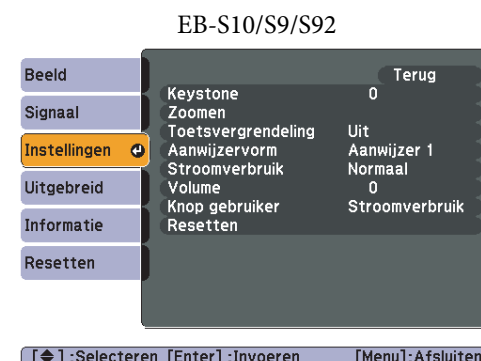 EB-S10/S9/S92
Beeld
Signaal
Instellingen
Uitgebreid
Informatie
Resetten
Terug
Keystone 0
Zoomen
Toetsvergrendeling Uit
Aanwijzervorm Aanwijzer 1
Stroomverbruik Normaal
Volume 0
Knop gebruiker Stroomverbruik
Resetten
[◆] :Selecteren [Enter] :Invoeren [Menu]:Afsluiten